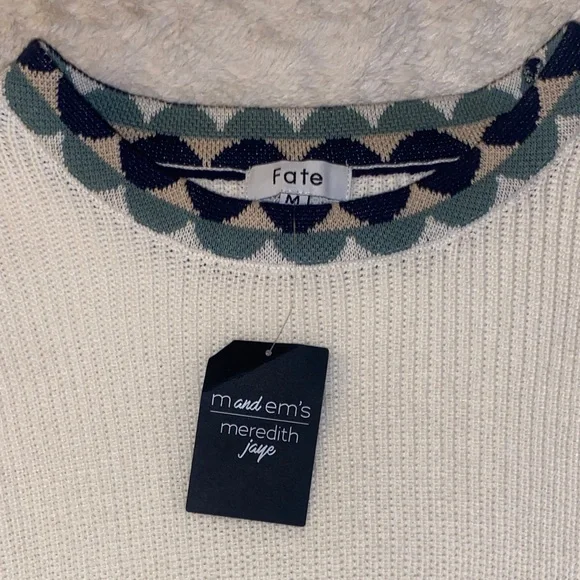 Fate
M L
m and em's
meredith
jaye